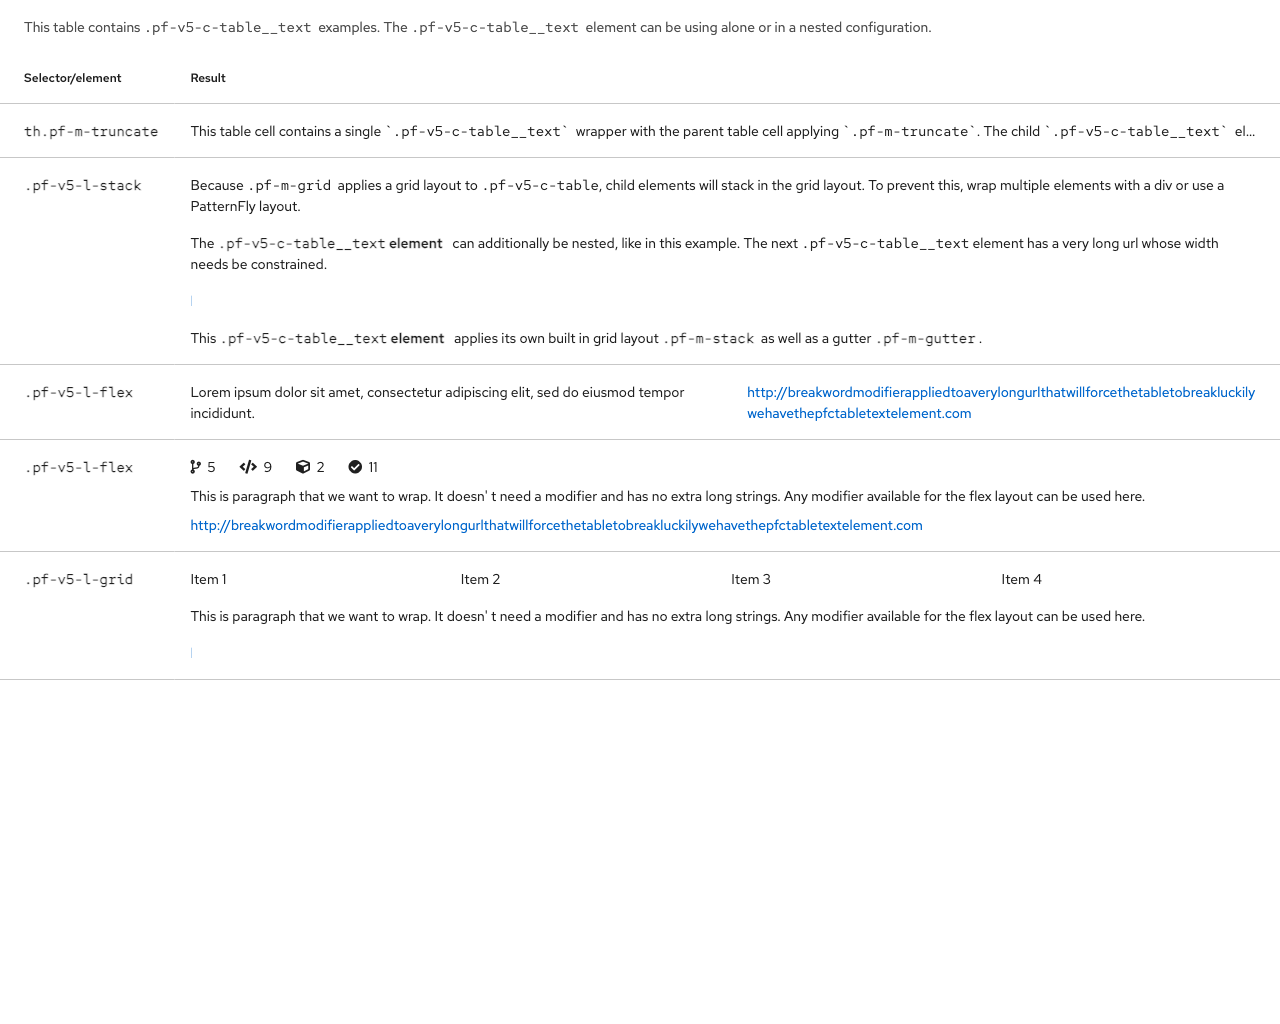 This table contains .pf-v5-c-table__text examples. The .pf-v5-c-table__text element can be using alone or in a nested configuration.
Selector/element Result
th.pf-m-truncate This table cell contains a single `.pf-v5-c-table__text` wrapper with the parent table cell applying `.pf-m-truncate`. The child `.pf-v5-c-table__text` el...
.pf-v5-l-stack Because .pf-m-grid applies a grid layout to .pf-v5-c-table, child elements will stack in the grid layout. To prevent this, wrap multiple elements with a div or use a
PatternFly layout.
The .pf-v5-c-table__text element can additionally be nested, like in this example. The next .pf-v5-c-table__text element has a very long url whose width
needs be constrained.
This .pf-v5-c-table__text element applies its own built in grid layout .pf-m-stack as well as a gutter .pf-m-gutter.
.pf-v5-l-flex Lorem ipsum dolor sit amet, consectetur adipiscing elit, sed do eiusmod tempor http://breakwordmodifierappliedtoaverylongurlthatwillforcethetabletobreakluckily
incididunt. wehavethepfctabletextelement.com
.pf-v5-l-flex 5 9 2 11
This is paragraph that we want to wrap. It doesn' t need a modifier and has no extra long strings. Any modifier available for the flex layout can be used here.
http://breakwordmodifierappliedtoaverylongurlthatwillforcethetabletobreakluckilywehavethepfctabletextelement.com
.pf-v5-l-grid Item 1 Item 2 Item 3 Item 4
This is paragraph that we want to wrap. It doesn' t need a modifier and has no extra long strings. Any modifier available for the flex layout can be used here.